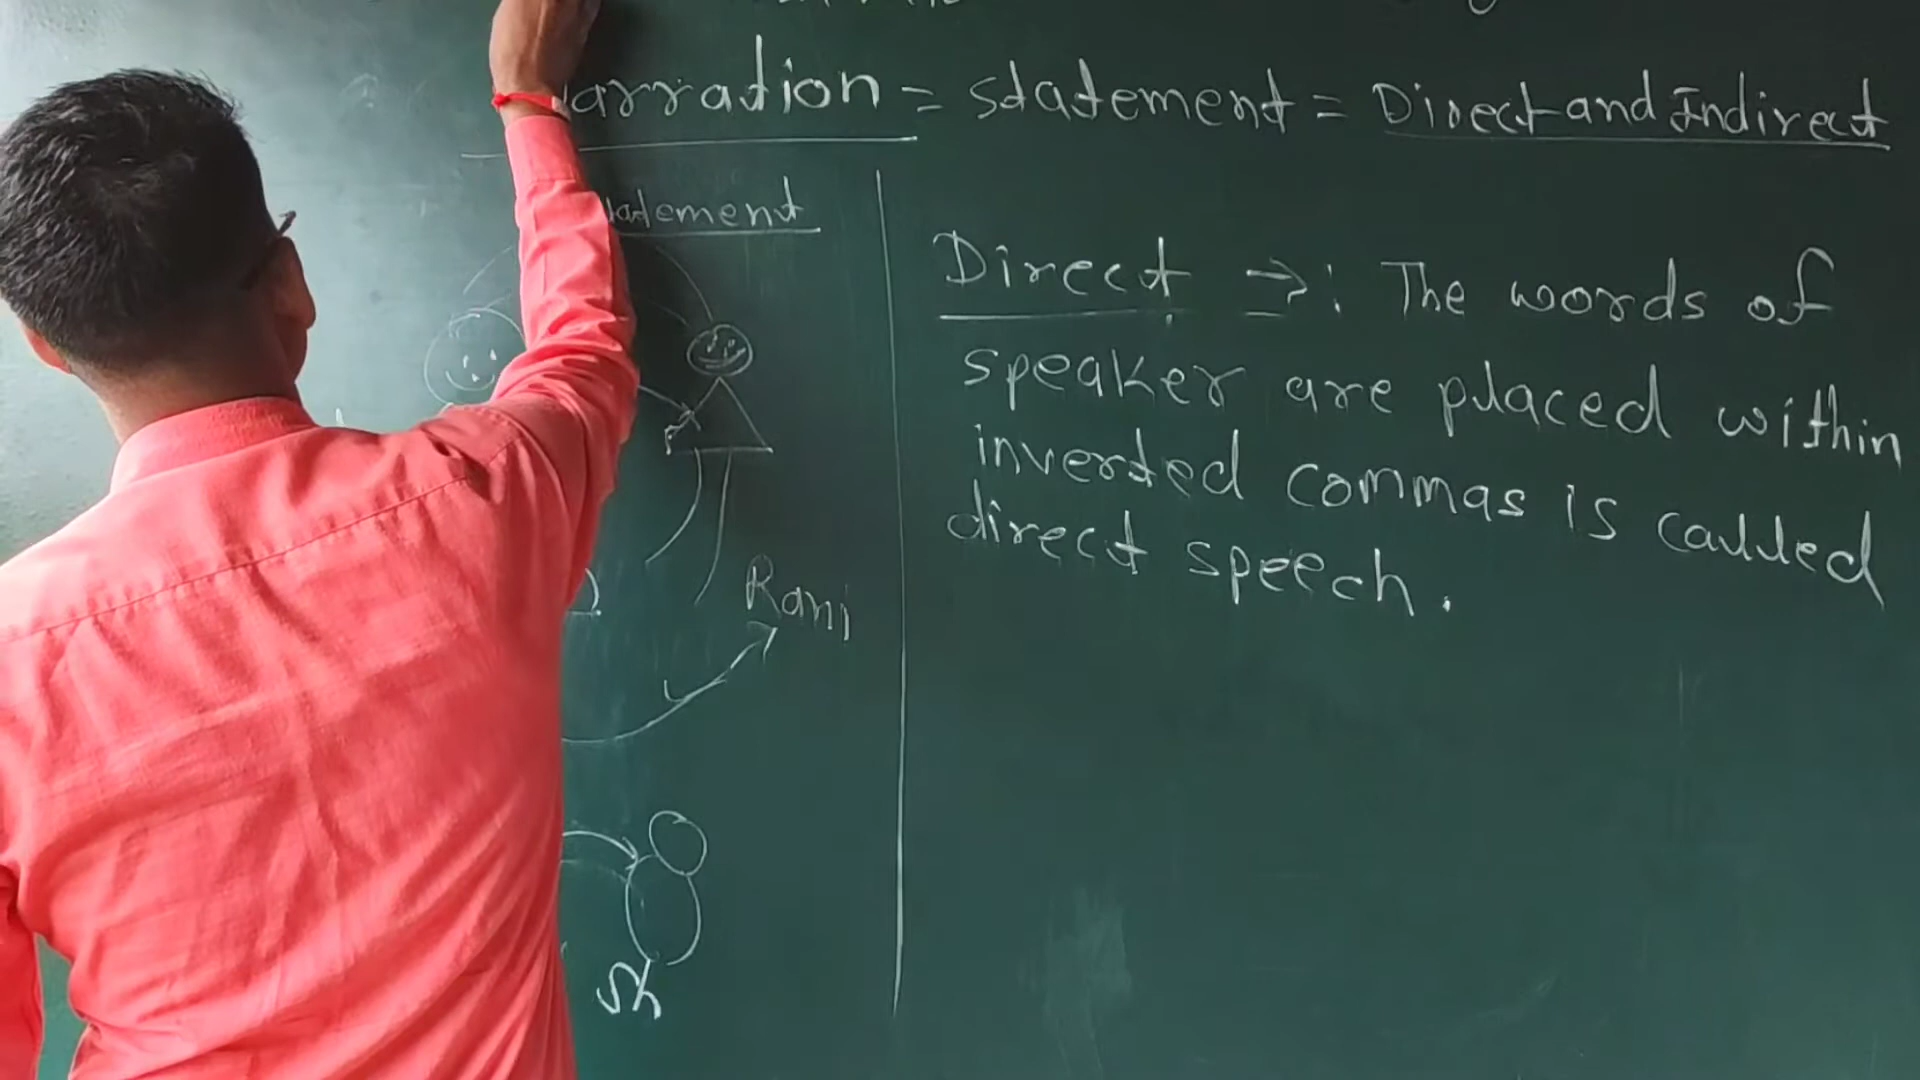 arration = statement = Direct and Indirect
atement
Direct ⇒: The words of
speaker are placed within
inverted commas is called
direct speech.
Rani